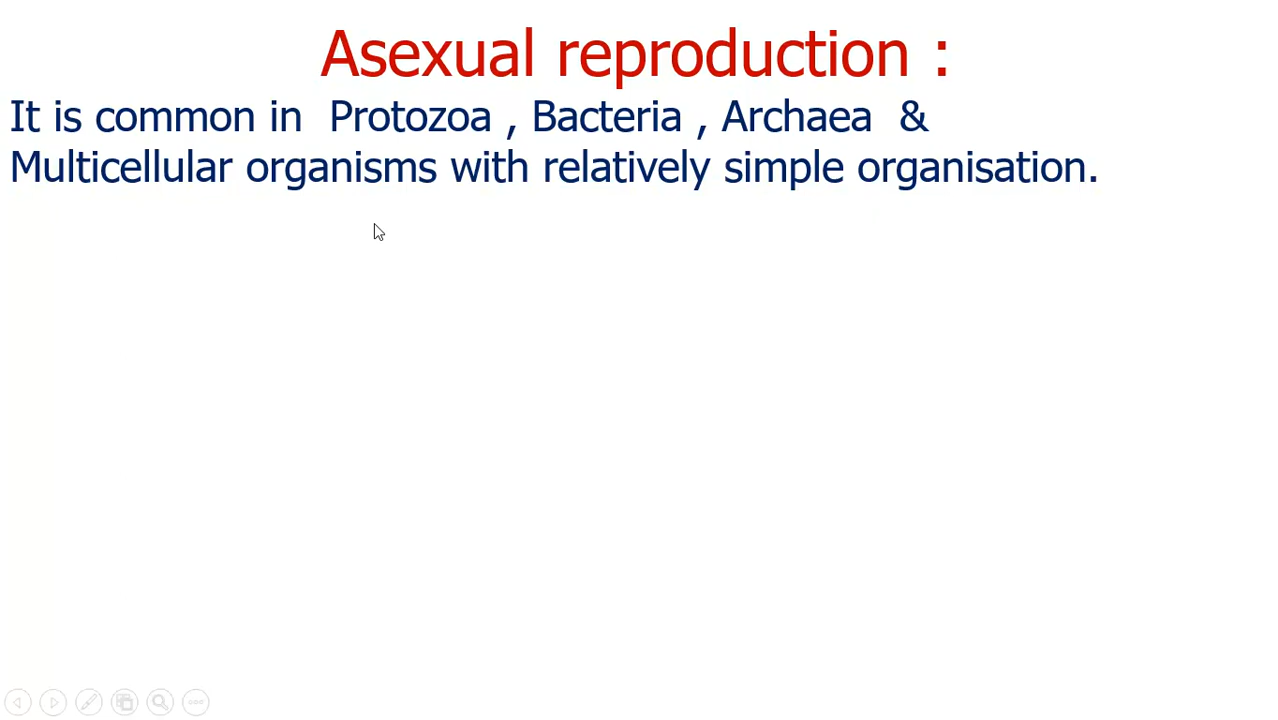 Asexual reproduction :
It is common in  Protozoa , Bacteria , Archaea  &
Multicellular organisms with relatively simple organisation.